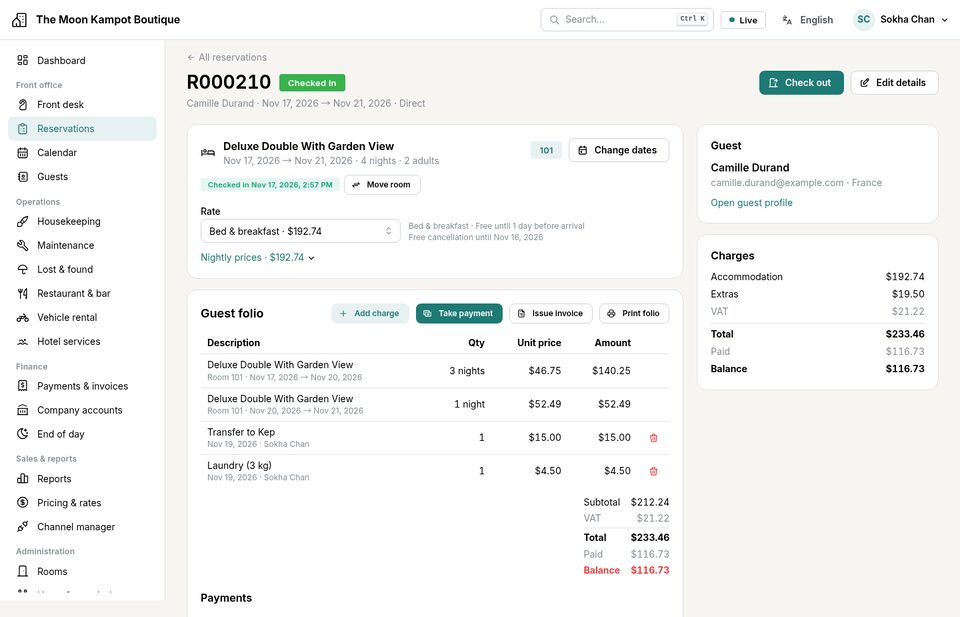 The Moon Kampot Boutique
Search...
Ctrl K
Live
English
SC
Sokha Chan
Dashboard
Front office
Front desk
Reservations
Calendar
Guests
Operations
Housekeeping
Maintenance
Lost & found
Restaurant & bar
Vehicle rental
Hotel services
Finance
Payments & invoices
Company accounts
End of day
Sales & reports
Reports
Pricing & rates
Channel manager
Administration
Rooms
← All reservations
R000210
Checked in
Camille Durand · Nov 17, 2026 → Nov 21, 2026 · Direct
Check out
Edit details
Deluxe Double With Garden View
Nov 17, 2026 → Nov 21, 2026 · 4 nights · 2 adults
101
Change dates
Checked in Nov 17, 2026, 2:57 PM
Move room
Rate
Bed & breakfast · $192.74
Bed & breakfast · Free until 1 day before arrival
Free cancellation until Nov 16, 2026
Nightly prices · $192.74
Guest folio
Add charge
Take payment
Issue invoice
Print folio
Description Qty Unit price Amount
Deluxe Double With Garden View 3 nights $46.75 $140.25
Room 101 · Nov 17, 2026 → Nov 20, 2026
Deluxe Double With Garden View 1 night $52.49 $52.49
Room 101 · Nov 20, 2026 → Nov 21, 2026
Transfer to Kep 1 $15.00 $15.00
Nov 19, 2026 · Sokha Chan
Laundry (3 kg) 1 $4.50 $4.50
Nov 19, 2026 · Sokha Chan
Subtotal $212.24
VAT $21.22
Total $233.46
Paid $116.73
Balance $116.73
Payments
Guest
Camille Durand
camille.durand@example.com · France
Open guest profile
Charges
Accommodation $192.74
Extras $19.50
VAT $21.22
Total $233.46
Paid $116.73
Balance $116.73